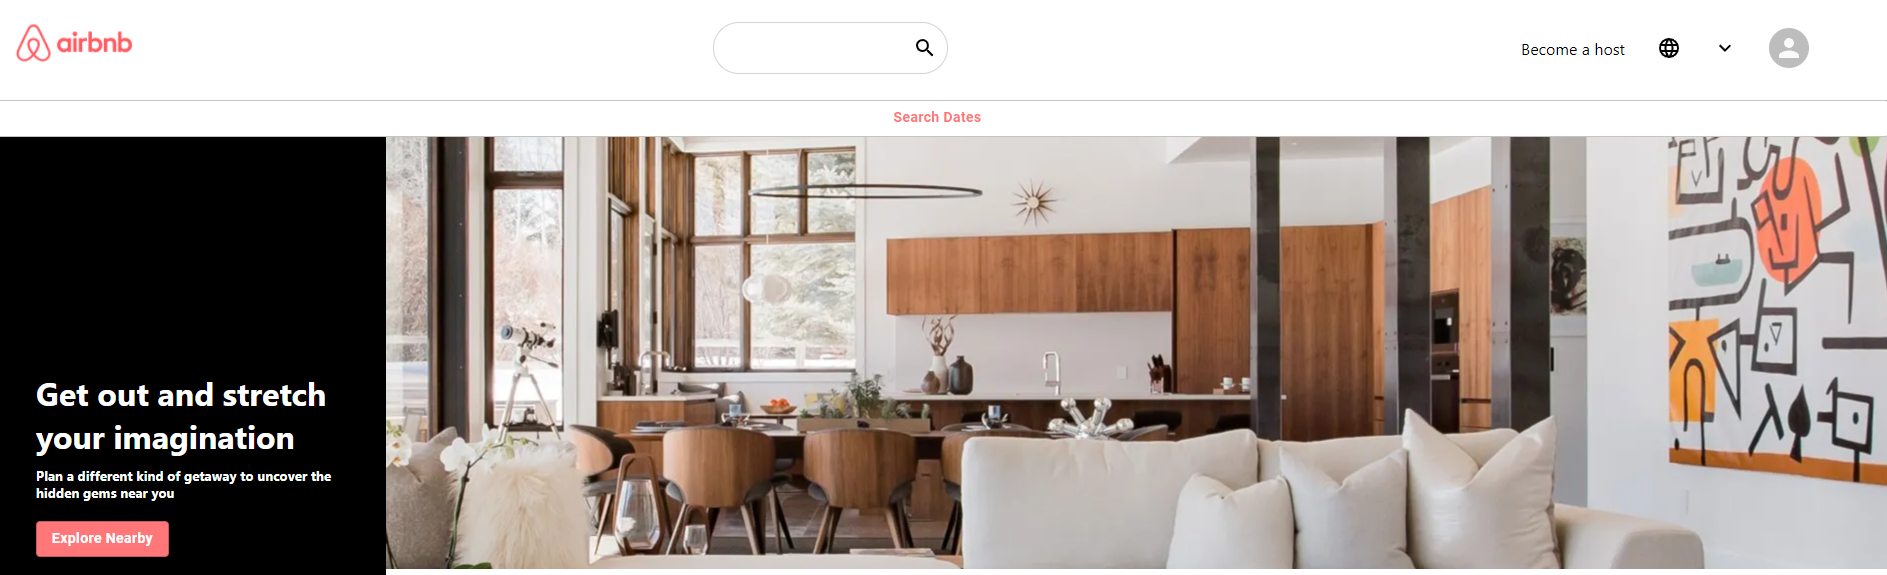 airbnb
Become a host
Search Dates
Get out and stretch
your imagination
Plan a different kind of getaway to uncover the
hidden gems near you
Explore Nearby